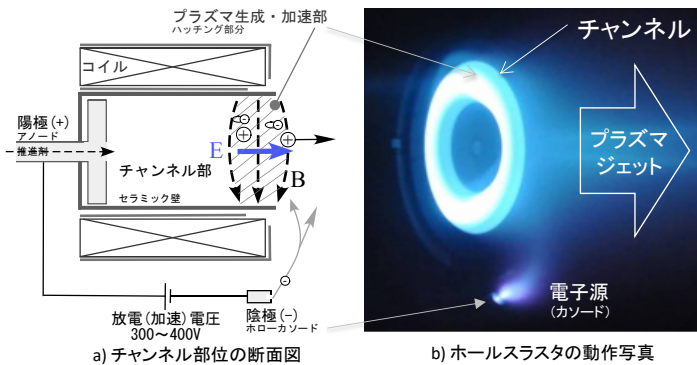 プラズマ生成・加速部
ハッチング部分
コイル
陽極(+)
アノード
推進剤
E
B
チャンネル部
セラミック壁
放電(加速)電圧
300～400V
陰極(-)
ホローカソード
a) チャンネル部位の断面図
チャンネル
プラズマ
ジェット
電子源
(カソード)
b) ホールスラスタの動作写真